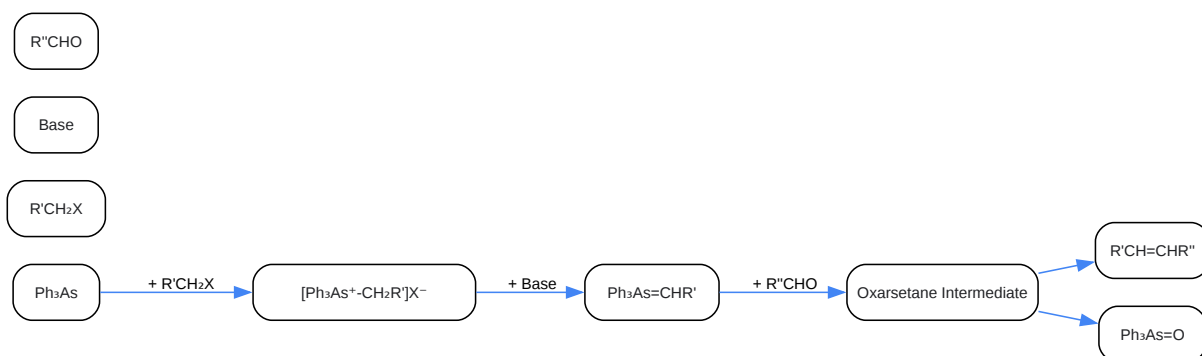 R"CHO
Base
R'CH₂X
Ph₃As
+ R'CH₂X
[Ph₃As⁺-CH₂R']X⁻
+ Base
Ph₃As=CHR'
+ R"CHO
Oxarsetane Intermediate
R'CH=CHR"
Ph₃As=O